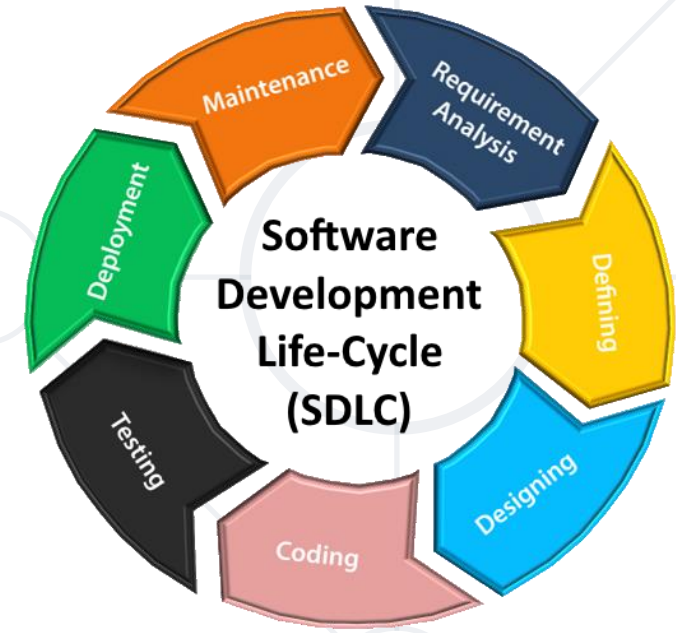 Software
Development
Life-Cycle
(SDLC)
Requirement
Analysis
Defining
Designing
Coding
Testing
Deployment
Maintenance